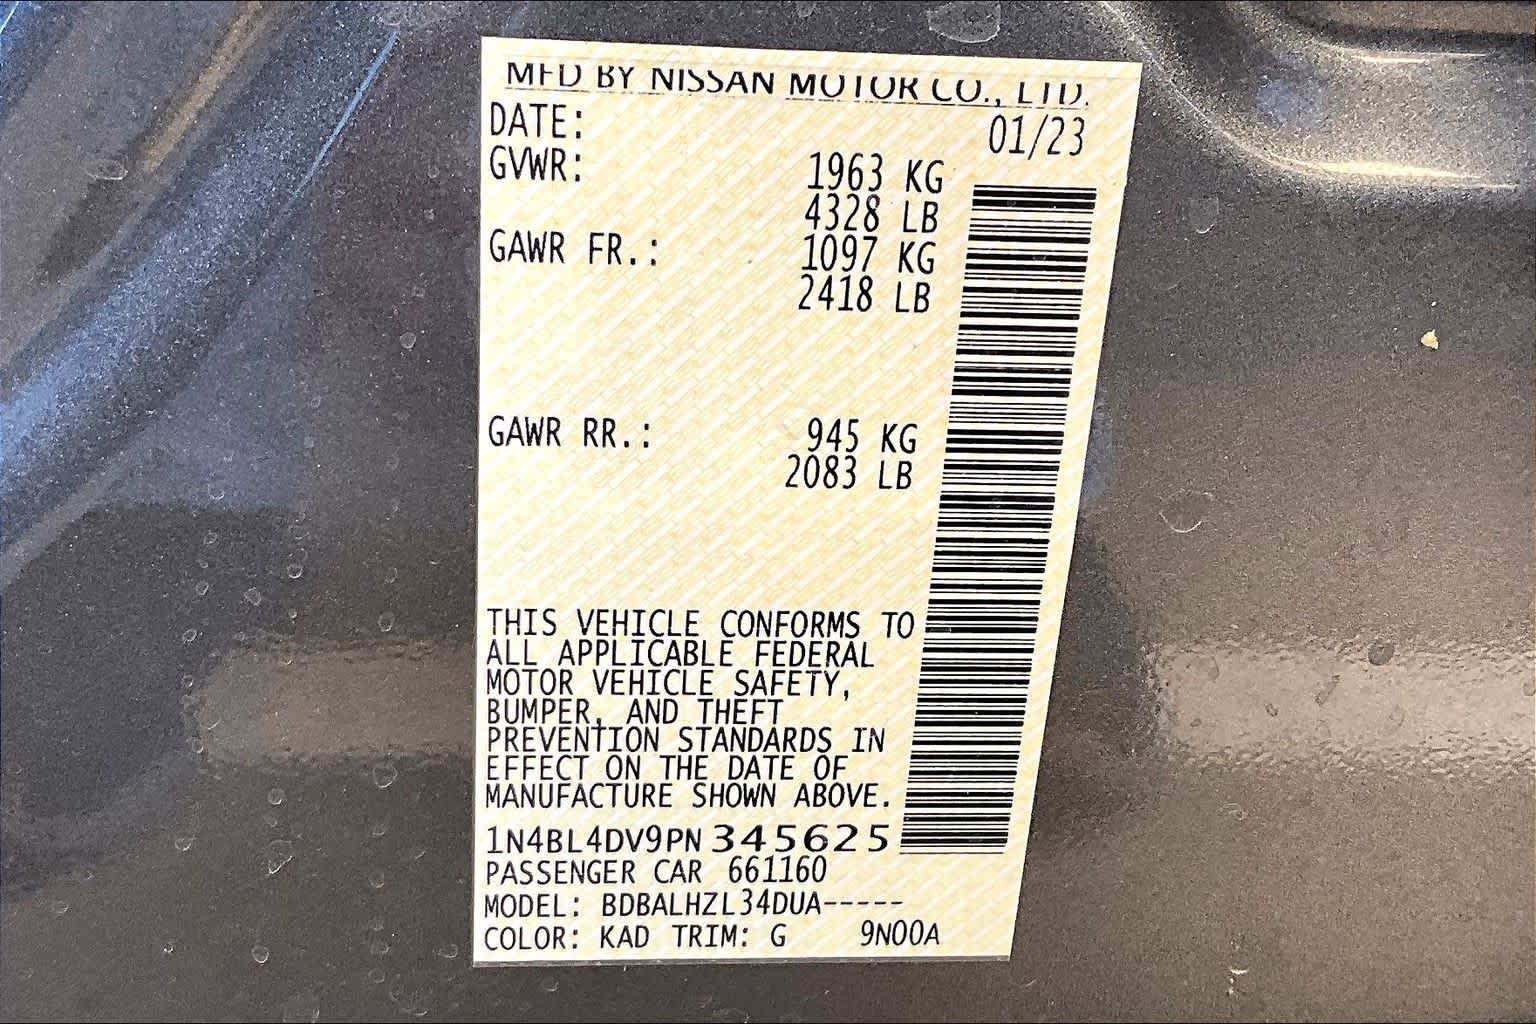 MFD BY NISSAN MOTOR CO., LTD.
DATE: 01/23
GVWR: 1963 KG
4328 LB
GAWR FR.: 1097 KG
2418 LB
GAWR RR.: 945 KG
2083 LB
THIS VEHICLE CONFORMS TO
ALL APPLICABLE FEDERAL
MOTOR VEHICLE SAFETY,
BUMPER, AND THEFT
PREVENTION STANDARDS IN
EFFECT ON THE DATE OF
MANUFACTURE SHOWN ABOVE.
1N4BL4DV9PN345625
PASSENGER CAR 661160
MODEL: BDBALHZL34DUA-----
COLOR: KAD TRIM: G 9N00A